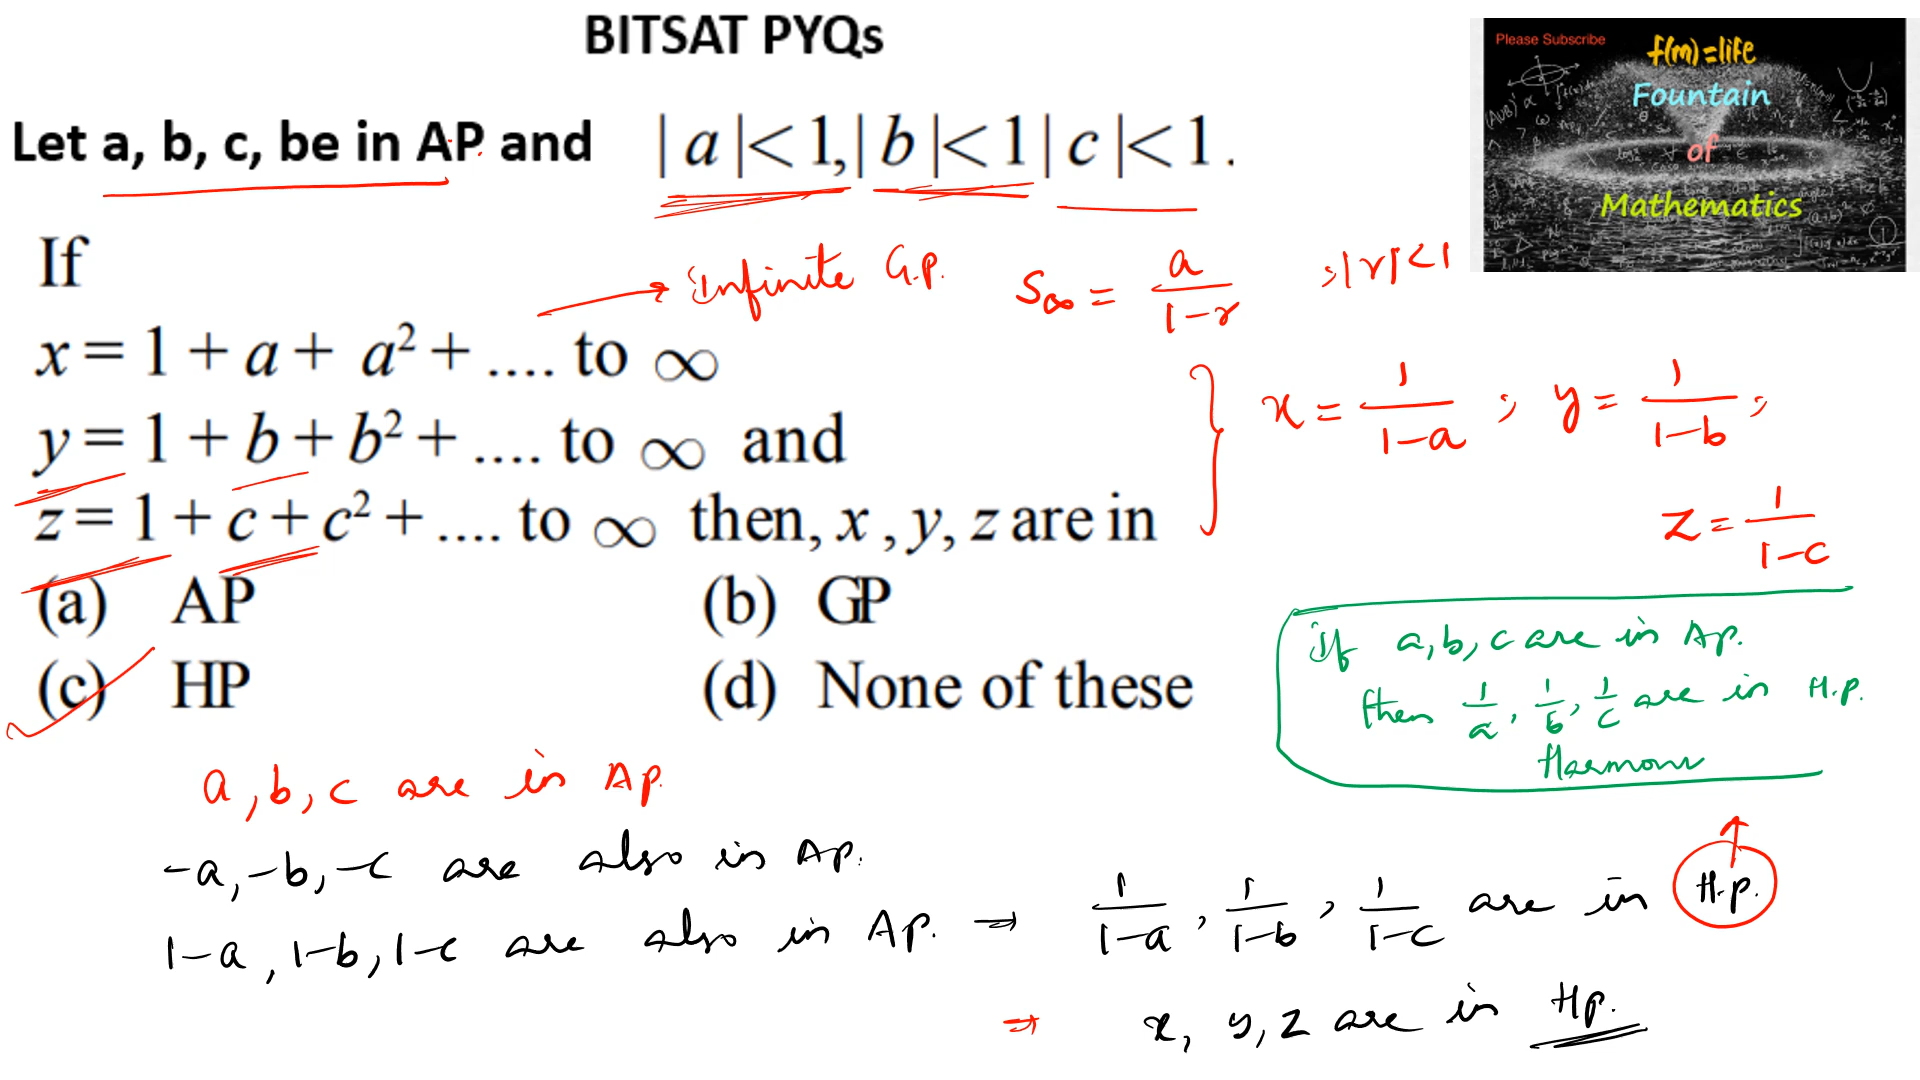 BITSAT PYQs
Please Subscribe
f(m)=life
Fountain
of
Mathematics
Let a, b, c, be in AP and |a|<1,|b|<1|c|<1.
If
→ Infinite G.P. S∞ = a/(1-r) ; |r|<1
x = 1 + a + a² + .... to ∞
y = 1 + b + b² + .... to ∞ and
z = 1 + c + c² + .... to ∞ then, x , y, z are in
} x = 1/(1-a) ; y = 1/(1-b) ;
z = 1/(1-c)
(a) AP (b) GP
(c) HP (d) None of these
If a, b, c are in Ap.
then 1/a, 1/b, 1/c are in H.p.
a, b, c are in Ap.
-a, -b, -c are also in Ap.
1-a, 1-b, 1-c are also in Ap. → 1/(1-a), 1/(1-b), 1/(1-c) are in H.p.
⇒ x, y, z are in Hp.